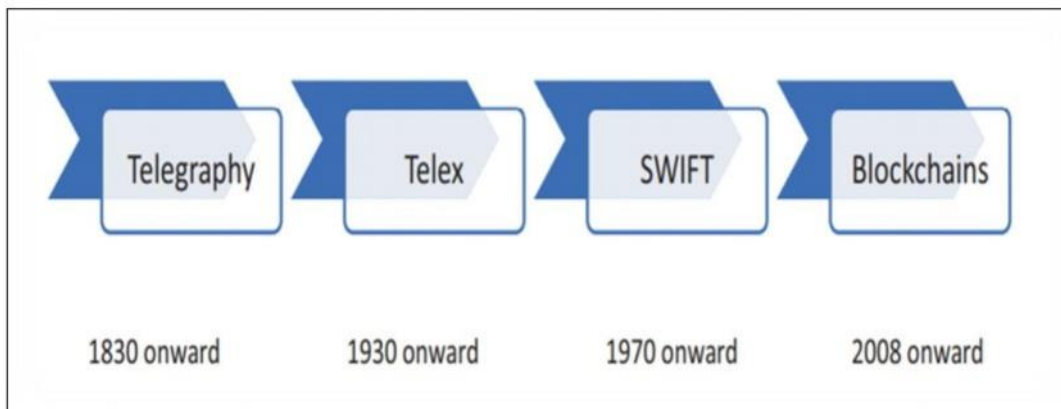 Telegraphy
Telex
SWIFT
Blockchains
1830 onward
1930 onward
1970 onward
2008 onward